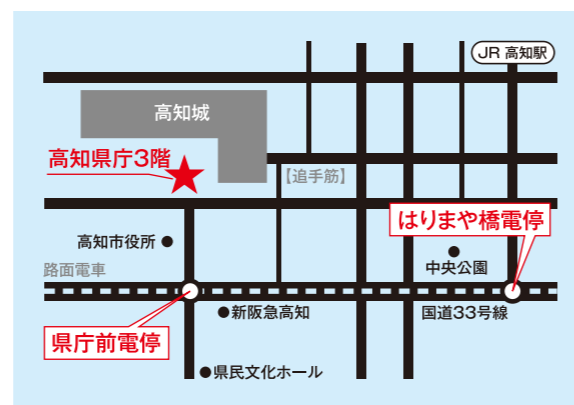 JR 高知駅
高知城
高知県庁3階
【追手筋】
はりまや橋電停
高知市役所
中央公園
路面電車
新阪急高知
国道33号線
県庁前電停
県民文化ホール